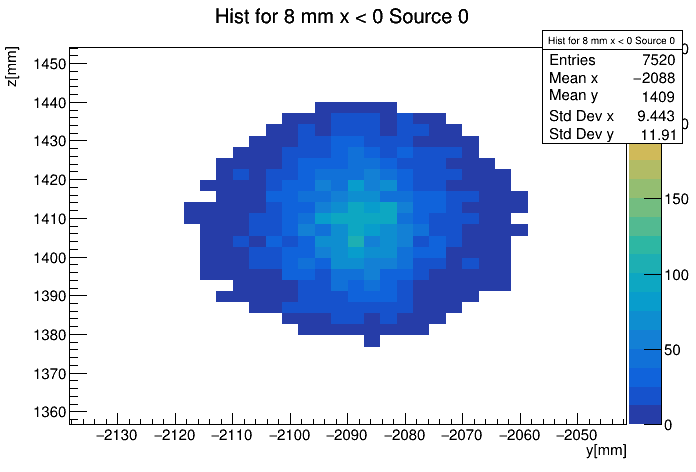 Hist for 8 mm x < 0 Source 0
Hist for 8 mm x < 0 Source 0
Entries 7520
Mean x −2088
Mean y 1409
Std Dev x 9.443
Std Dev y 11.91
z[mm]
1450
1440
1430
1420
1410
1400
1390
1380
1370
1360
−2130 −2120 −2110 −2100 −2090 −2080 −2070 −2060 −2050
y[mm]
150
100
50
0